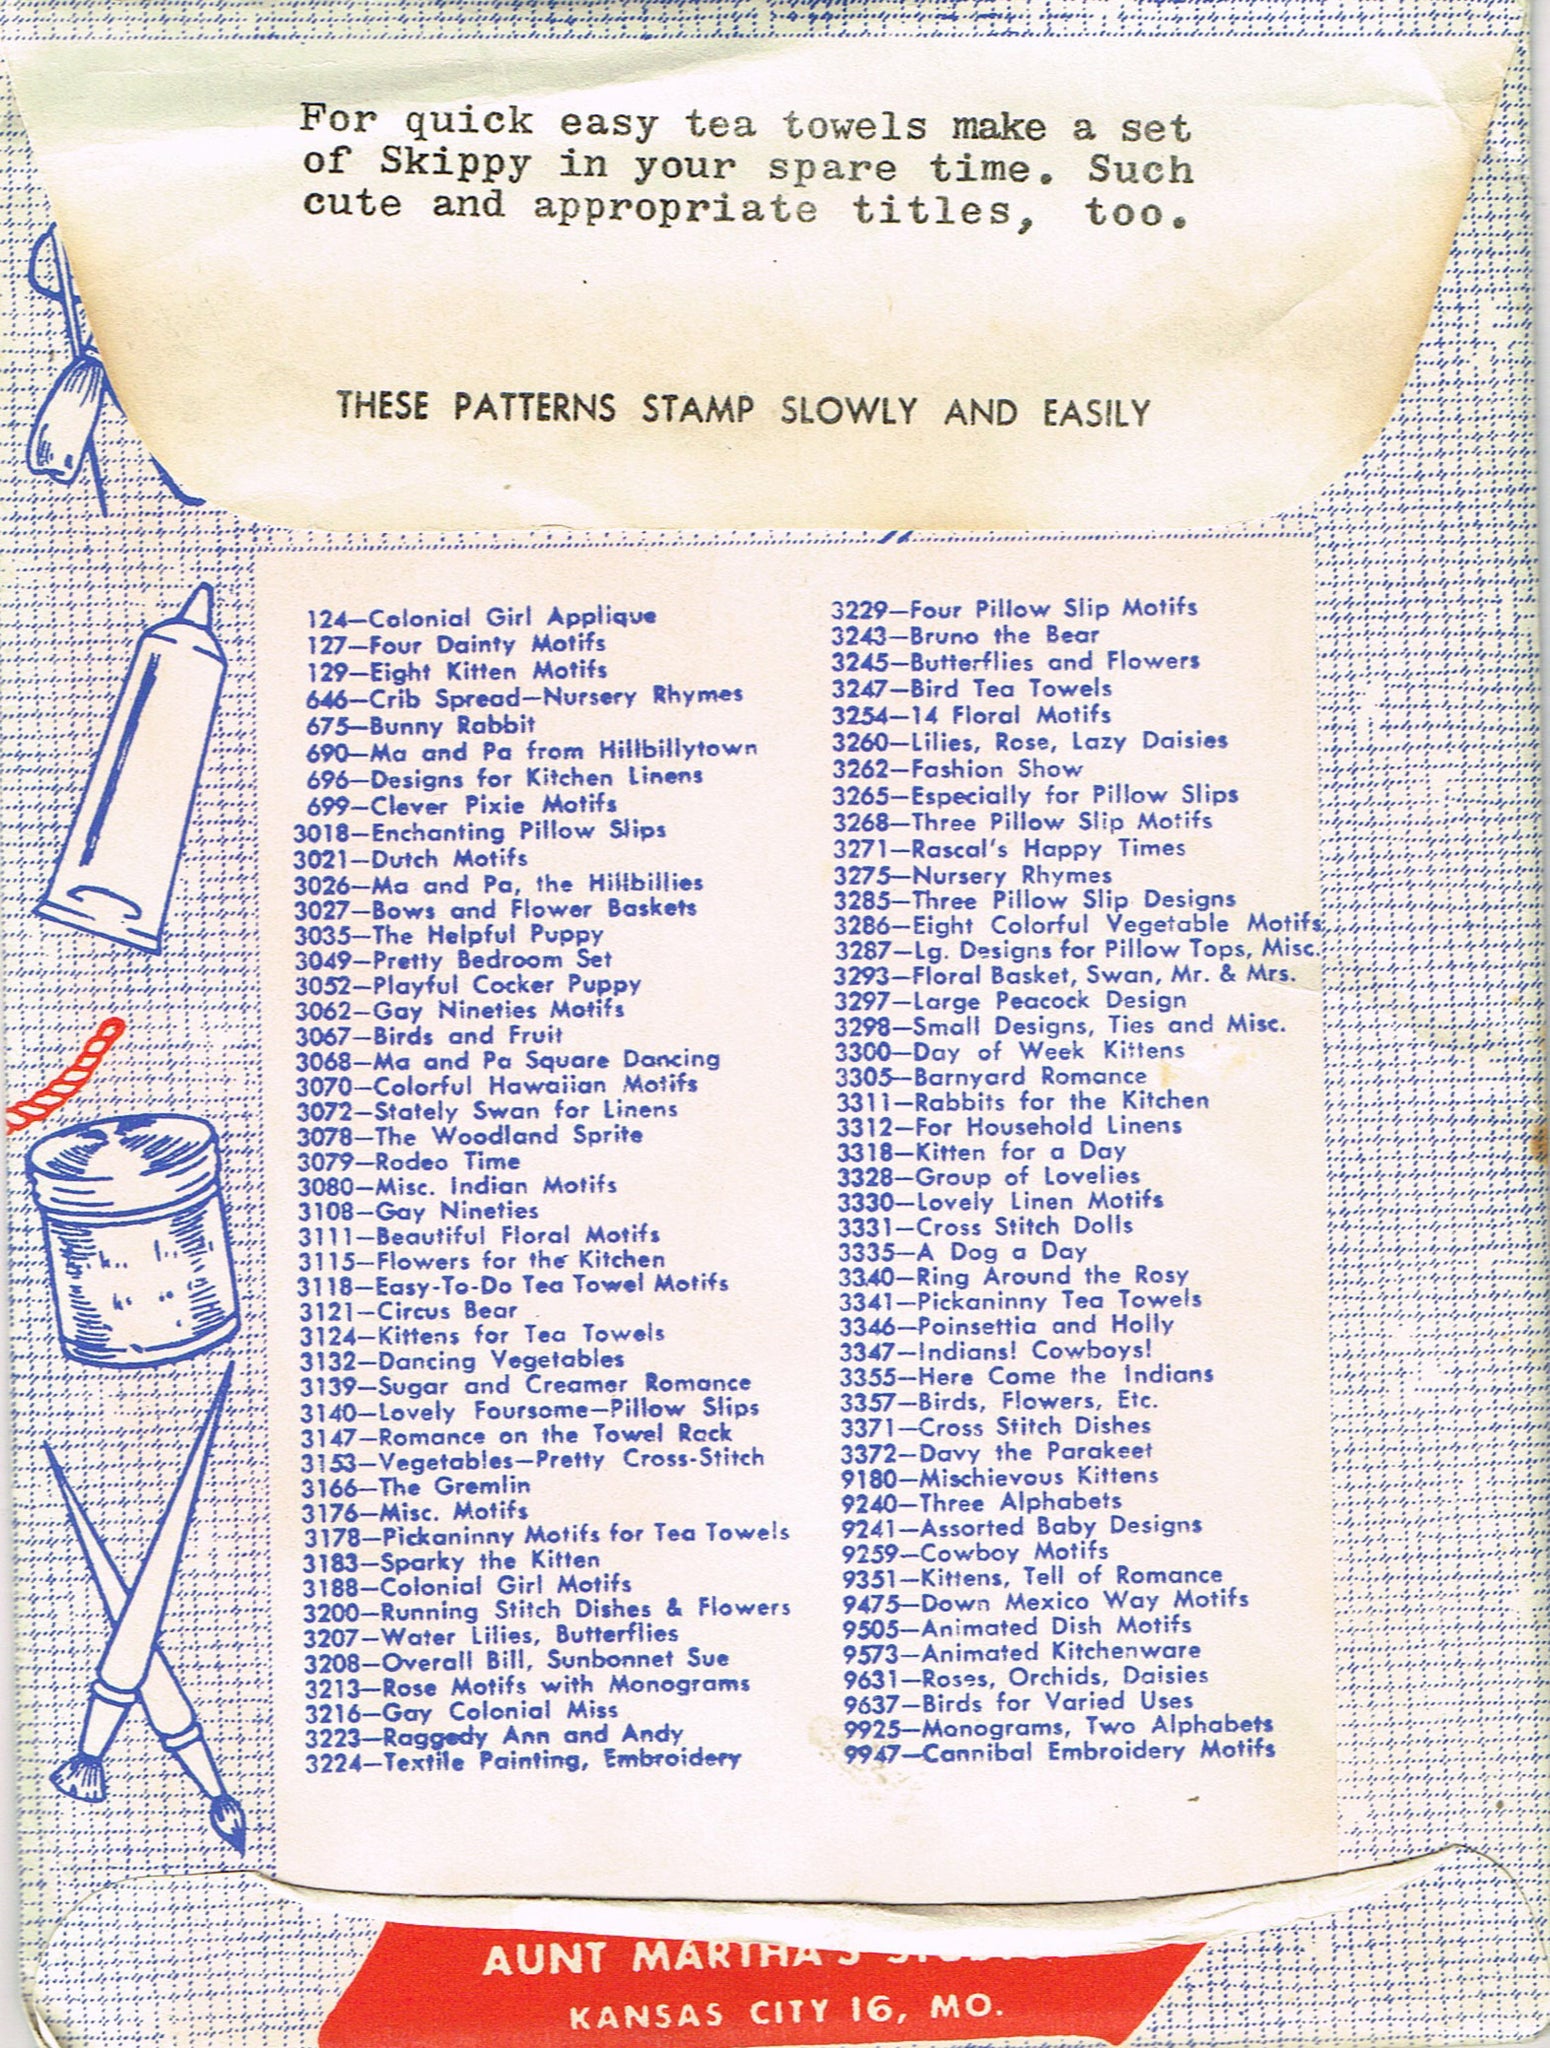 For quick easy tea towels make a set
of Skippy in your spare time. Such
cute and appropriate titles, too.
THESE PATTERNS STAMP SLOWLY AND EASILY
124—Colonial Girl Applique
127—Four Dainty Motifs
129—Eight Kitten Motifs
646—Crib Spread—Nursery Rhymes
675—Bunny Rabbit
690—Ma and Pa from Hillbillytown
696—Designs for Kitchen Linens
699—Clever Pixie Motifs
3018—Enchanting Pillow Slips
3021—Dutch Motifs
3026—Ma and Pa, the Hillbillies
3027—Bows and Flower Baskets
3035—The Helpful Puppy
3049—Pretty Bedroom Set
3052—Playful Cocker Puppy
3062—Gay Nineties Motifs
3067—Birds and Fruit
3068—Ma and Pa Square Dancing
3070—Colorful Hawaiian Motifs
3072—Stately Swan for Linens
3078—The Woodland Sprite
3079—Rodeo Time
3080—Misc. Indian Motifs
3108—Gay Nineties
3111—Beautiful Floral Motifs
3115—Flowers for the Kitchen
3118—Easy-To-Do Tea Towel Motifs
3121—Circus Bear
3124—Kittens for Tea Towels
3132—Dancing Vegetables
3139—Sugar and Creamer Romance
3140—Lovely Foursome—Pillow Slips
3147—Romance on the Towel Rack
3153—Vegetables—Pretty Cross-Stitch
3166—The Gremlin
3176—Misc. Motifs
3178—Pickaninny Motifs for Tea Towels
3183—Sparky the Kitten
3188—Colonial Girl Motifs
3200—Running Stitch Dishes & Flowers
3207—Water Lilies, Butterflies
3208—Overall Bill, Sunbonnet Sue
3213—Rose Motifs with Monograms
3216—Gay Colonial Miss
3223—Raggedy Ann and Andy
3224—Textile Painting, Embroidery
3229—Four Pillow Slip Motifs
3243—Bruno the Bear
3245—Butterflies and Flowers
3247—Bird Tea Towels
3254—14 Floral Motifs
3260—Lilies, Rose, Lazy Daisies
3262—Fashion Show
3265—Especially for Pillow Slips
3268—Three Pillow Slip Motifs
3271—Rascal's Happy Times
3275—Nursery Rhymes
3285—Three Pillow Slip Designs
3286—Eight Colorful Vegetable Motifs
3287—Lg. Designs for Pillow Tops, Misc.
3293—Floral Basket, Swan, Mr. & Mrs.
3297—Large Peacock Design
3298—Small Designs, Ties and Misc.
3300—Day of Week Kittens
3305—Barnyard Romance
3311—Rabbits for the Kitchen
3312—For Household Linens
3318—Kitten for a Day
3328—Group of Lovelies
3330—Lovely Linen Motifs
3331—Cross Stitch Dolls
3335—A Dog a Day
3340—Ring Around the Rosy
3341—Pickaninny Tea Towels
3346—Poinsettia and Holly
3347—Indians! Cowboys!
3355—Here Come the Indians
3357—Birds, Flowers, Etc.
3371—Cross Stitch Dishes
3372—Davy the Parakeet
9180—Mischievous Kittens
9240—Three Alphabets
9241—Assorted Baby Designs
9259—Cowboy Motifs
9351—Kittens, Tell of Romance
9475—Down Mexico Way Motifs
9505—Animated Dish Motifs
9573—Animated Kitchenware
9631—Roses, Orchids, Daisies
9637—Birds for Varied Uses
9925—Monograms, Two Alphabets
9947—Cannibal Embroidery Motifs
AUNT MARTHA'S
KANSAS CITY 16, MO.